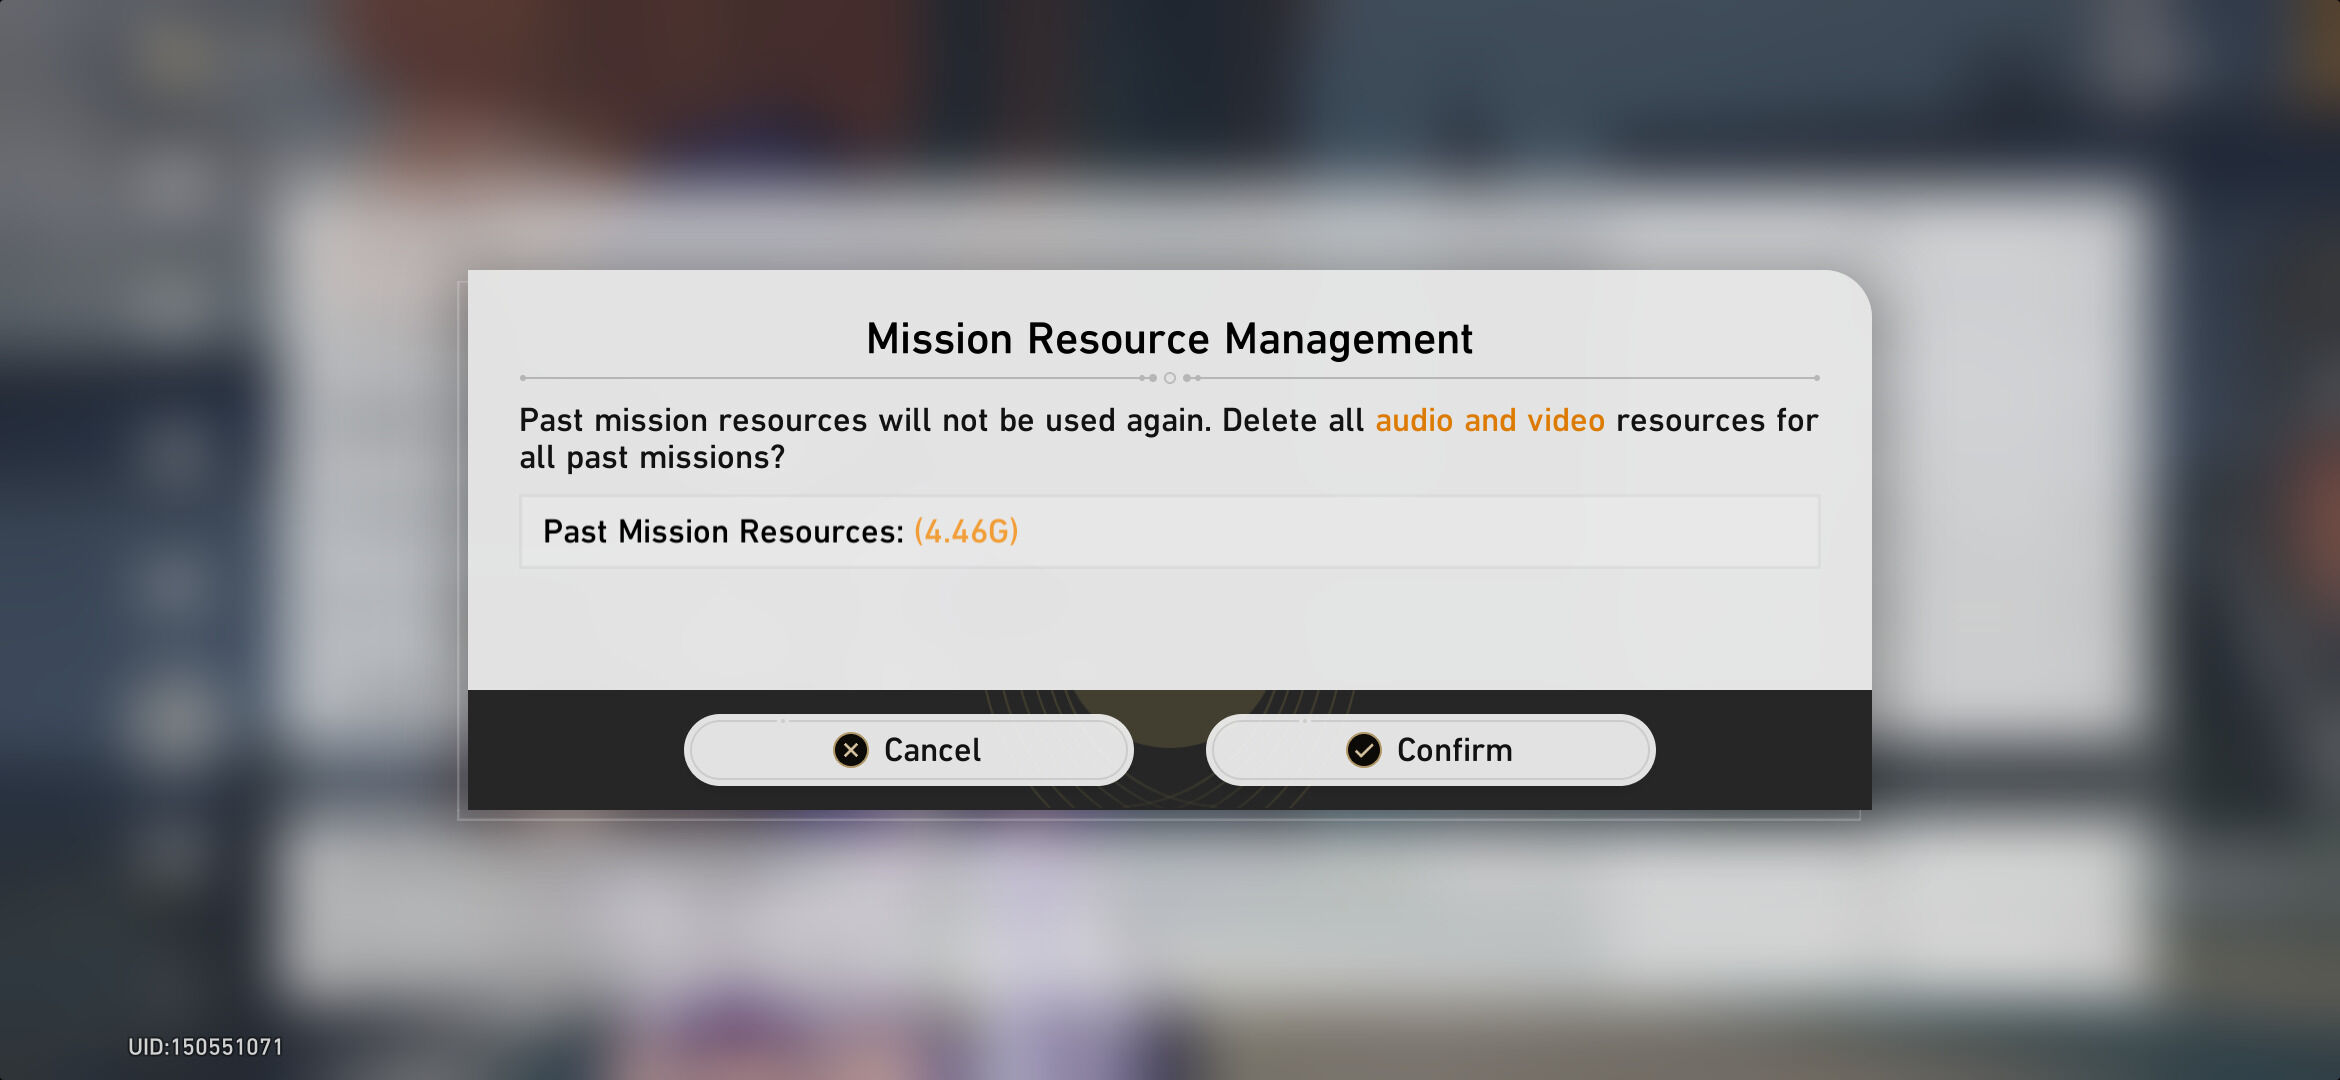 Mission Resource Management
Past mission resources will not be used again. Delete all audio and video resources for
all past missions?
Past Mission Resources: (4.46G)
Cancel
Confirm
UID:150551071